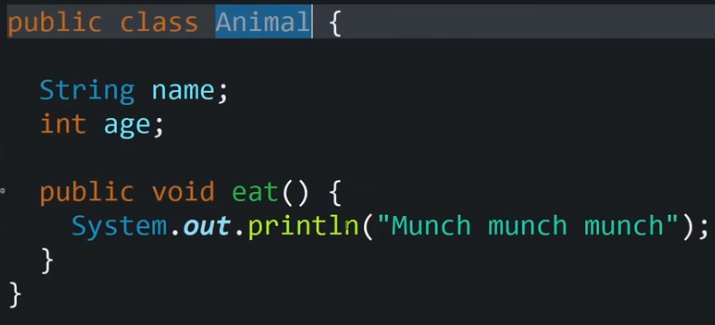 public class Animal {
String name;
int age;
public void eat() {
System.out.println("Munch munch munch");
}
}